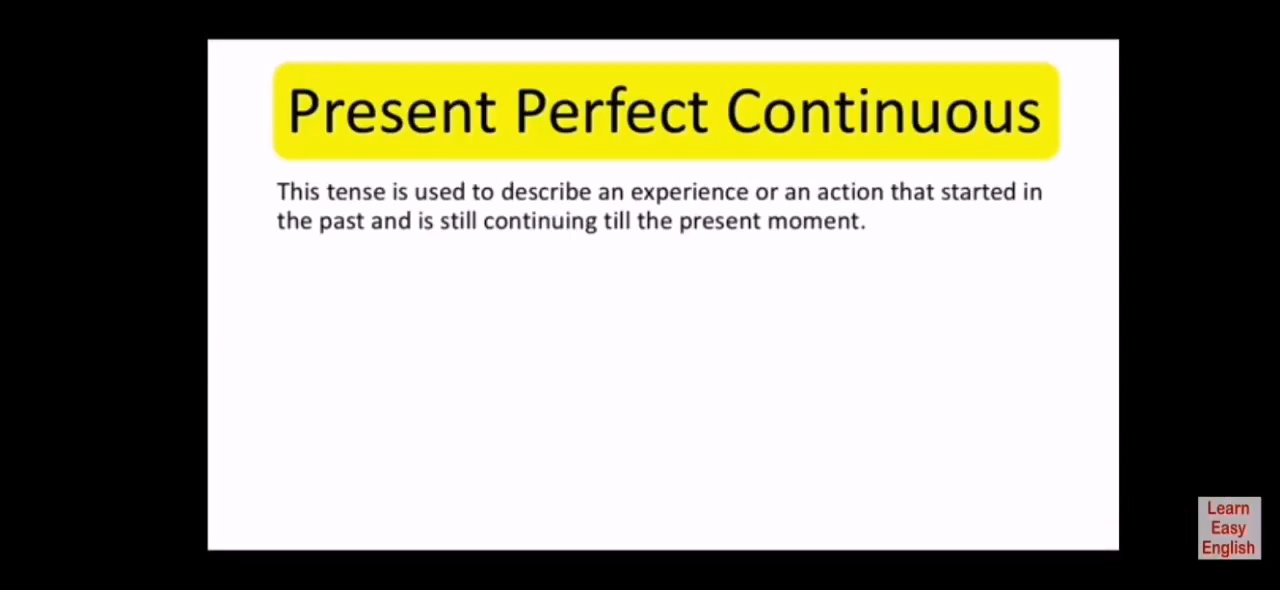 Present Perfect Continuous
This tense is used to describe an experience or an action that started in
the past and is still continuing till the present moment.
Learn
Easy
English